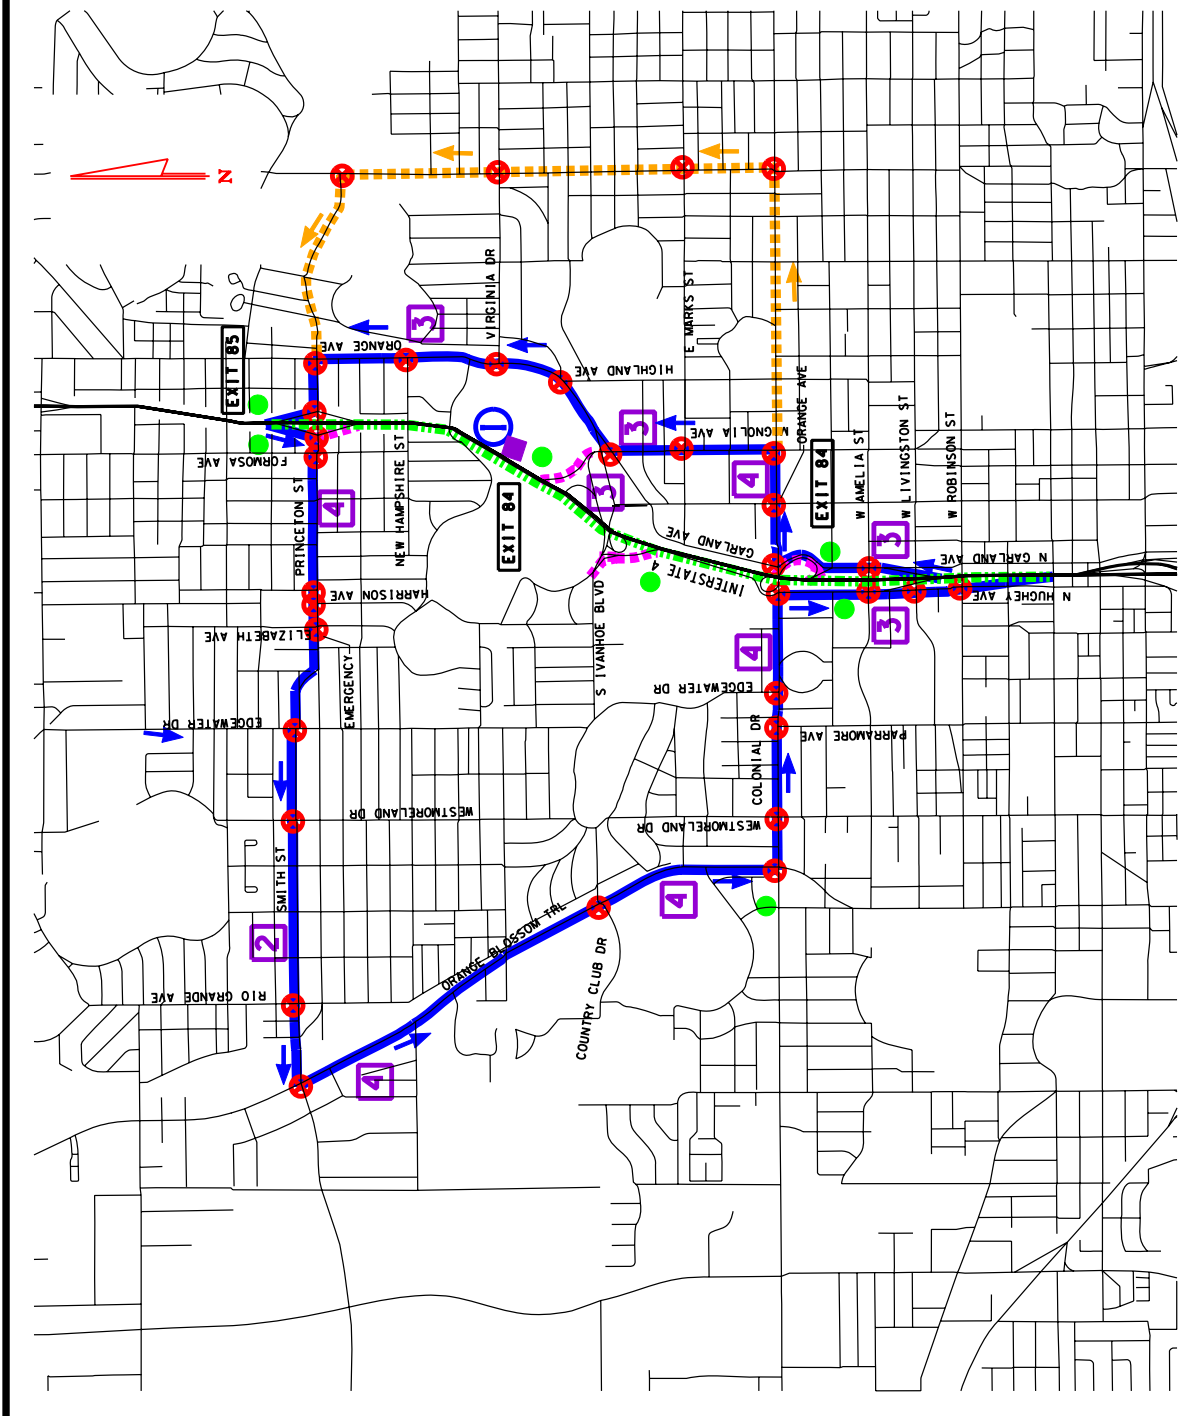 N
EXIT 85
VIRGINIA DR
E MARKS ST
3
ORANGE AVE
HIGHLAND AVE
ORANGE AVE
1
3
MAGNOLIA AVE
FORMOSA AVE
NEW HAMPSHIRE ST
EXIT 84
3
4
EXIT 84
W AMELIA ST
W LIVINGSTON ST
W ROBINSON ST
PRINCETON ST
4
GARLAND AVE
3
N GARLAND AVE
INTERSTATE 4
HARRISON AVE
N HUGHEY AVE
ELIZABETH AVE
S IVANHOE BLVD
4
3
EMERGENCY
EDGEWATER DR
EDGEWATER DR
COLONIAL DR
PARRAMORE AVE
WESTMORELAND DR
WESTMORELAND DR
SMITH ST
4
2
ORANGE BLOSSOM TRL
RIO GRANDE AVE
COUNTRY CLUB DR
4